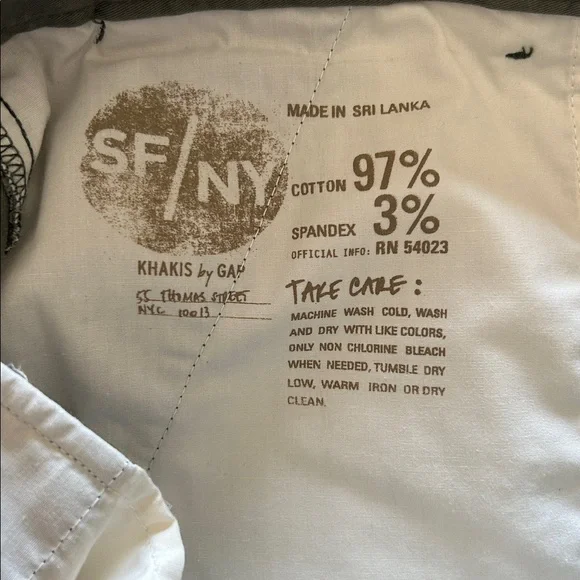 SF/NY
KHAKIS by GAP
55 THOMAS STREET
NYC 10013
MADE IN SRI LANKA
COTTON 97%
SPANDEX 3%
OFFICIAL INFO: RN 54023
TAKE CARE:
MACHINE WASH COLD, WASH
AND DRY WITH LIKE COLORS,
ONLY NON CHLORINE BLEACH
WHEN NEEDED, TUMBLE DRY
LOW, WARM IRON OR DRY
CLEAN.